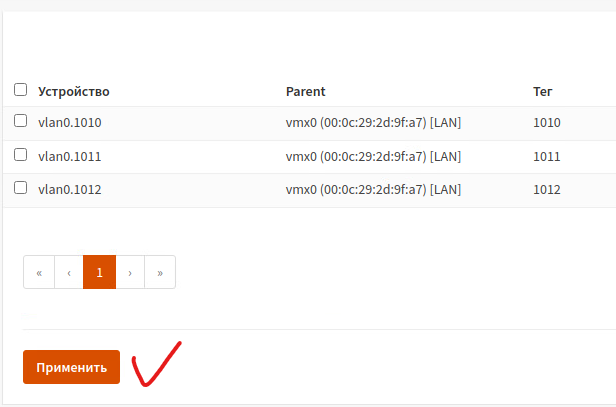 Устройство Parent Тег
vlan0.1010 vmx0 (00:0c:29:2d:9f:a7) [LAN] 1010
vlan0.1011 vmx0 (00:0c:29:2d:9f:a7) [LAN] 1011
vlan0.1012 vmx0 (00:0c:29:2d:9f:a7) [LAN] 1012
« ‹ 1 › »
Применить